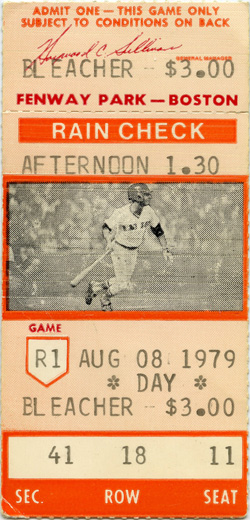 ADMIT ONE—THIS GAME ONLY
SUBJECT TO CONDITIONS ON BACK
Haywood C Sullivan
GENERAL MANAGER
BLEACHER - $3.00
FENWAY PARK—BOSTON
RAIN CHECK
AFTERNOON 1.30
GAME
R1 AUG 08 1979
* DAY *
BLEACHER - $3.00
41 18 11
SEC. ROW SEAT